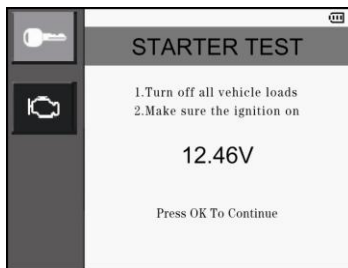 STARTER TEST
1.Turn off all vehicle loads
2.Make sure the ignition on
12.46V
Press OK To Continue